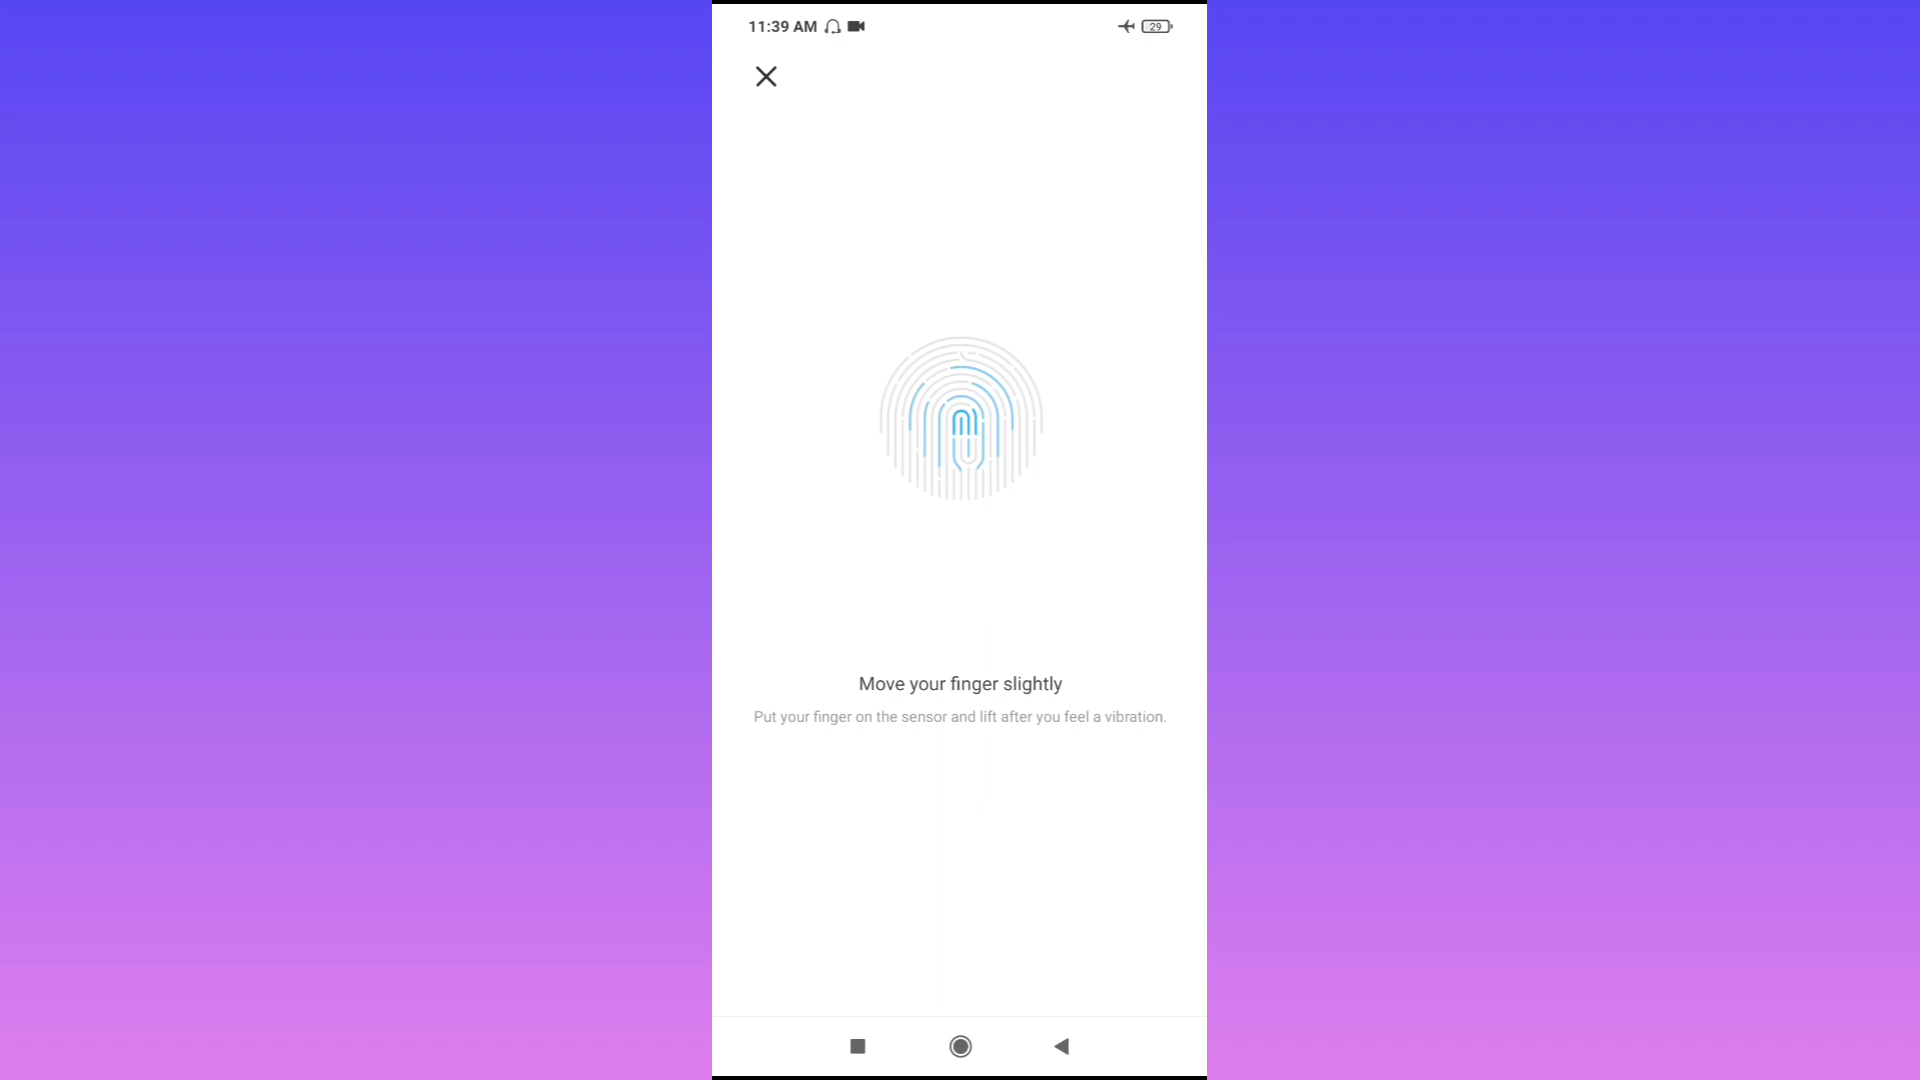 11:39 AM
29
Move your finger slightly
Put your finger on the sensor and lift after you feel a vibration.